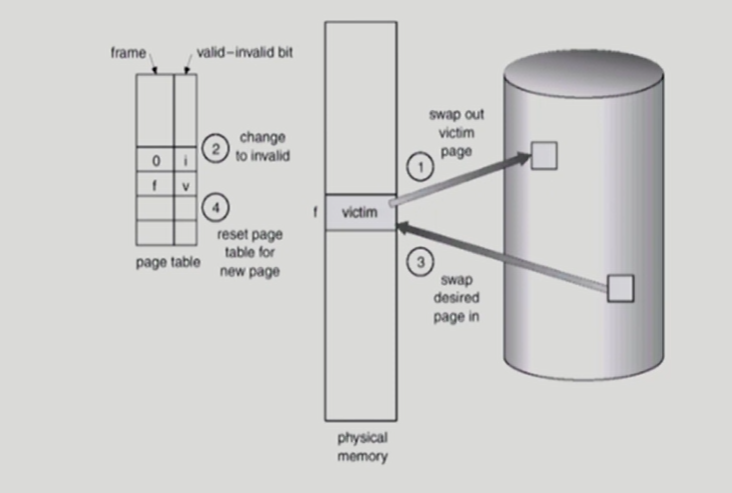 frame
valid–invalid bit
0
i
f
v
2
change
to invalid
4
reset page
table for
new page
page table
f
victim
physical
memory
1
swap out
victim
page
3
swap
desired
page in